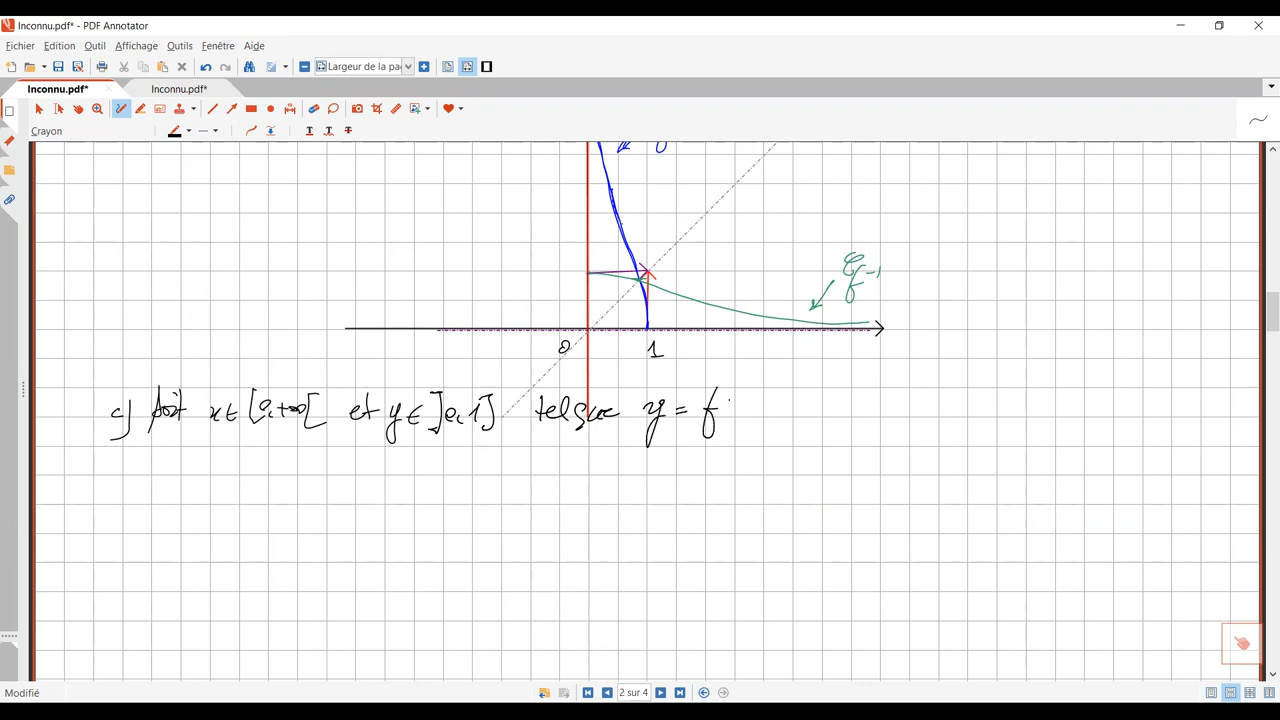 Inconnu.pdf* - PDF Annotator
Fichier Edition Outil Affichage Outils Fenêtre Aide
Largeur de la pa
Inconnu.pdf* Inconnu.pdf*
Crayon
f -1
0 1
c) soit x ∈ [0, +∞[ et y ∈ ]0, 1] tel que y = f
Modifié
2 sur 4